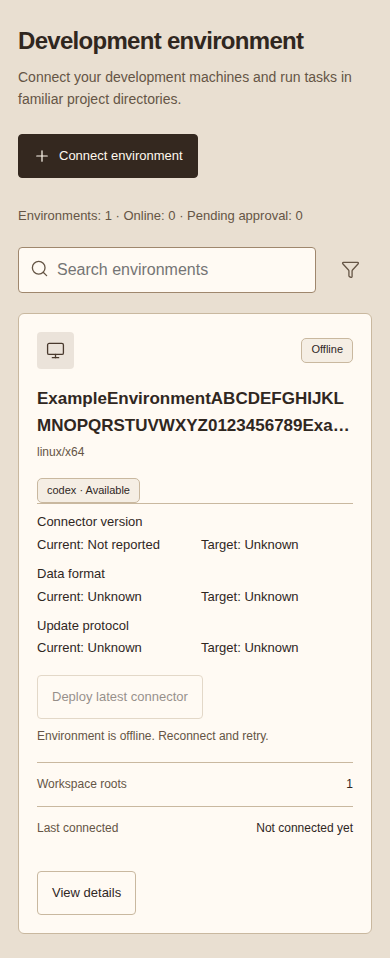 Development environment
Connect your development machines and run tasks in
familiar project directories.
Connect environment
Environments: 1 · Online: 0 · Pending approval: 0
Search environments
Offline
ExampleEnvironmentABCDEFGHIJKL
MNOPQRSTUVWXYZ0123456789Exa…
linux/x64
codex · Available
Connector version
Current: Not reported Target: Unknown
Data format
Current: Unknown Target: Unknown
Update protocol
Current: Unknown Target: Unknown
Deploy latest connector
Environment is offline. Reconnect and retry.
Workspace roots 1
Last connected Not connected yet
View details